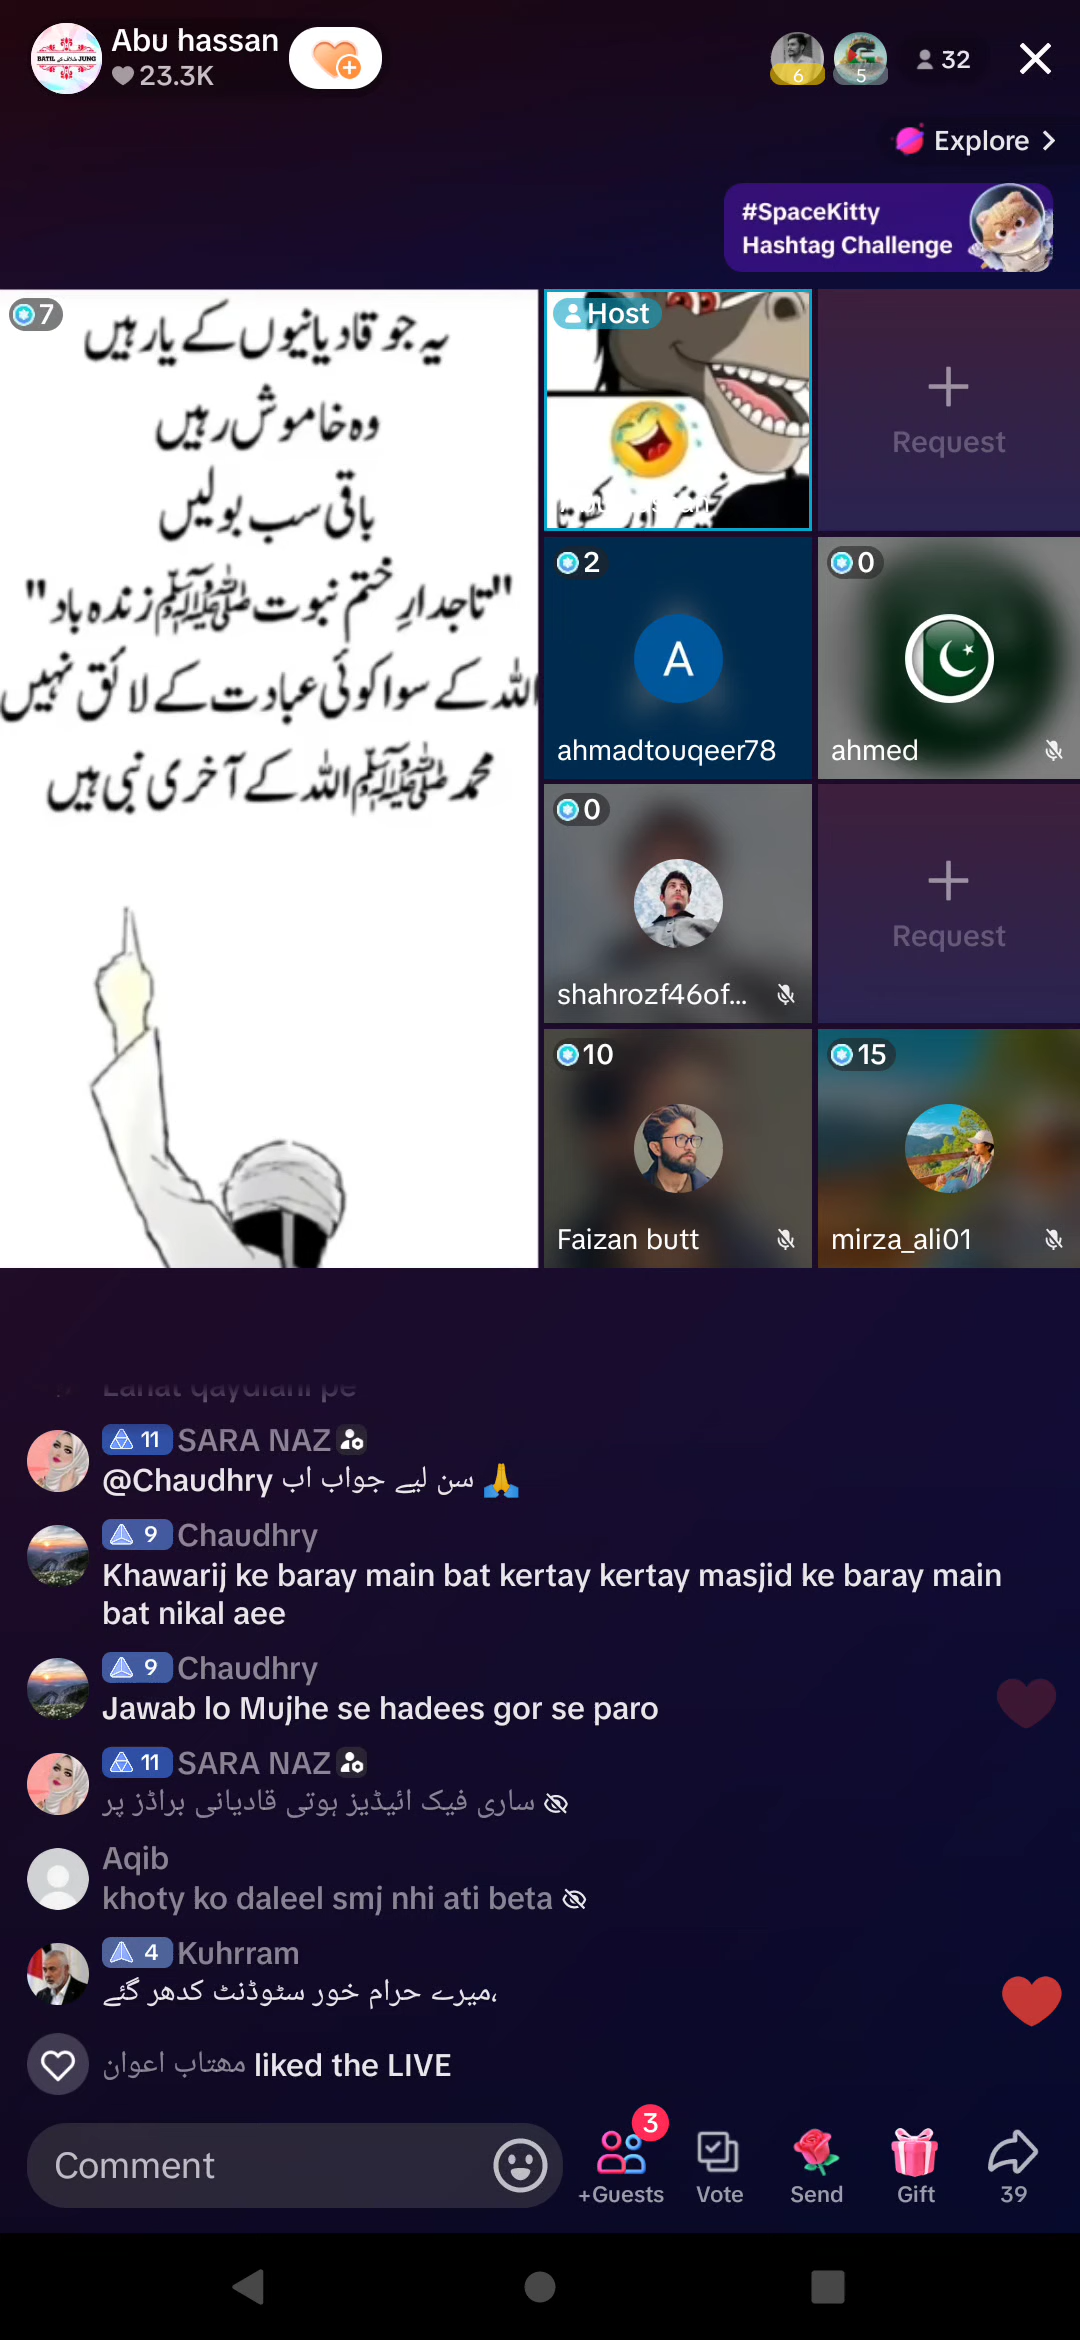 Abu hassan
23.3K
6
5
32
Explore
#SpaceKitty
Hashtag Challenge
7
یہ جو قادیانیوں کے یار ہیں
وہ خاموش رہیں
باقی سب بولیں
"تاجدارِ ختم نبوت ﷺ زندہ باد"
اللہ کے سوا کوئی عبادت کے لائق نہیں
محمد ﷺ اللہ کے آخری نبی ہیں
Host
Request
2
ahmadtouqeer78
A
0
ahmed
0
shahrozf46of...
Request
10
Faizan butt
15
mirza_ali01
Lanat qaydiani pe
11 SARA NAZ
@Chaudhry سن لیے جواب اب 🙏
9 Chaudhry
Khawarij ke baray main bat kertay kertay masjid ke baray main
bat nikal aee
9 Chaudhry
Jawab lo Mujhe se hadees gor se paro
11 SARA NAZ
ساری فیک ائیڈیز ہوتی قادیانی براڈز پر
Aqib
khoty ko daleel smj nhi ati beta
4 Kuhrram
میرے حرام خور سٹوڈنٹ کدھر گئے،
مهتاب اعوان liked the LIVE
Comment
3
+Guests
Vote
Send
Gift
39